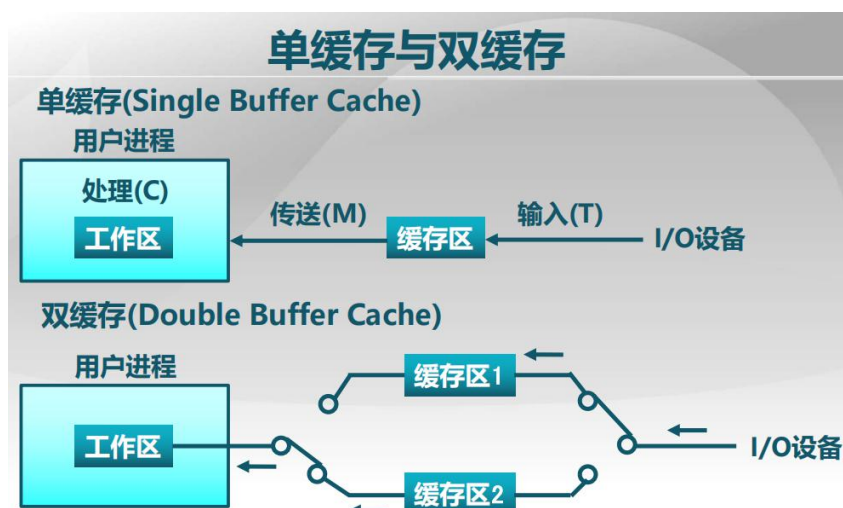 单缓存与双缓存
单缓存(Single Buffer Cache)
用户进程
处理(C)
工作区
传送(M)
缓存区
输入(T)
I/O设备
双缓存(Double Buffer Cache)
用户进程
工作区
缓存区1
I/O设备
缓存区2